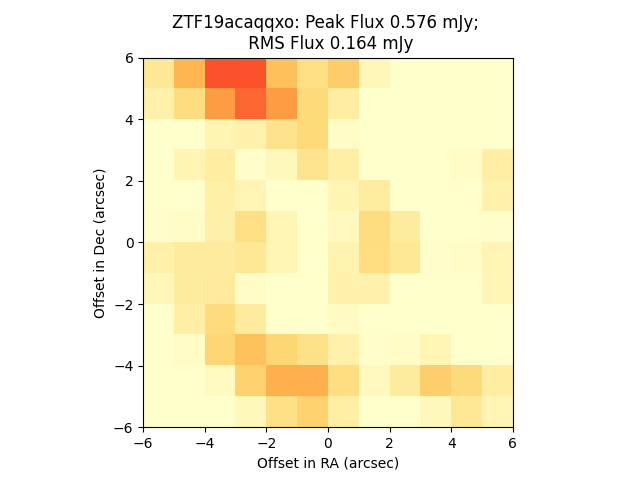 ZTF19acaqqxo: Peak Flux 0.576 mJy;
RMS Flux 0.164 mJy
6
4
2
0
−2
−4
−6
Offset in Dec (arcsec)
−6 −4 −2 0 2 4 6
Offset in RA (arcsec)